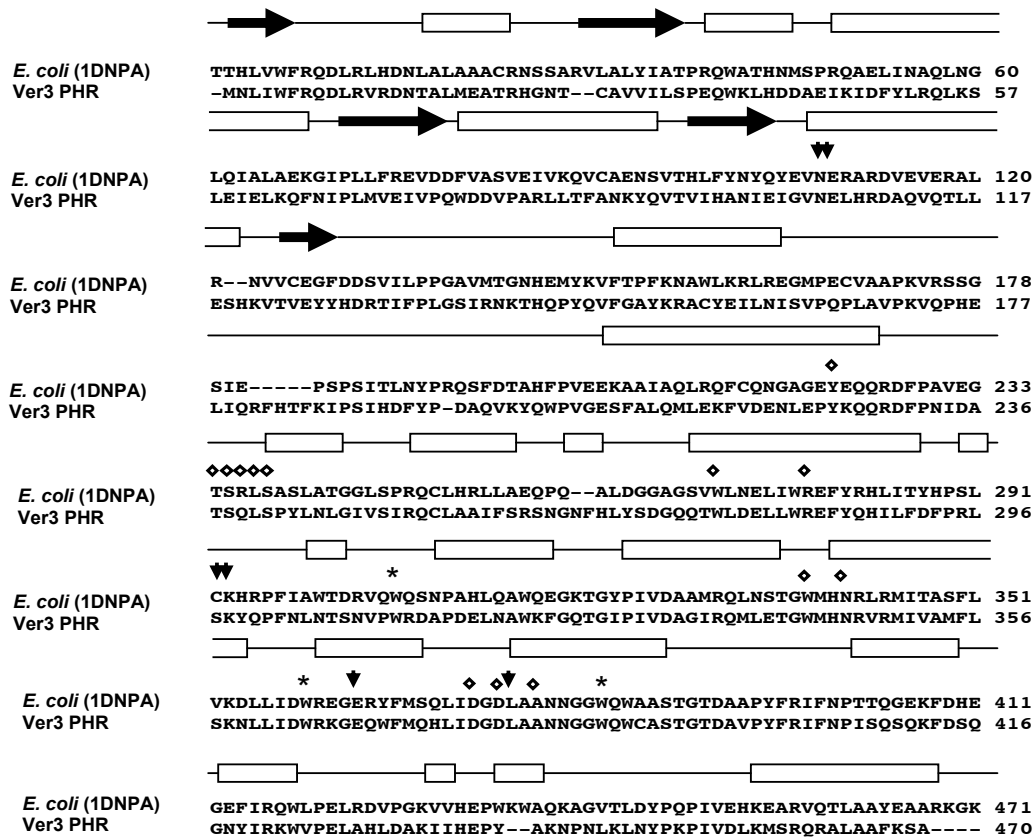 E. coli (1DNPA) TTHLVWFRQDLRLHDNLALAAACRNSSARVLALYIATPRQWATHNMSPRQAELINAQLNG 60
Ver3 PHR -MNLIWFRQDLRVRDNTALMEATRHGNT--CAVVILSPEQWKLHDDAEIKIDFYLRQLKS 57
E. coli (1DNPA) LQIALAEKGIPLLFREVDDFVASVEIVKQVCAENSVTHLFYNYQYEVNERARDVEVERAL 120
Ver3 PHR LEIELKQFNIPLMVEIVPQWDDVPARLLTFANKYQVTVIHANIEIGVNELHRDAQVQTLL 117
E. coli (1DNPA) R--NVVCEGFDDSVILPPGAVMTGNHEMYKVFTPFKNAWLKRLREGMPECVAAPKVRSSG 178
Ver3 PHR ESHKVTVEYYHDRTIFPLGSIRNKTHQPYQVFGAYKRACYEILNISVPQPLAVPKVQPHE 177
E. coli (1DNPA) SIE-----PSPSITLNYPRQSFDTAHFPVEEKAAIAQLRQFCQNGAGEYEQQRDFPAVEG 233
Ver3 PHR LIQRFHTFKIPSIHDFYP-DAQVKYQWPVGESFALQMLEKFVDENLEPYKQQRDFPNIDA 236
E. coli (1DNPA) TSRLSASLATGGLSPRQCLHRLLAEQPQ--ALDGGAGSVWLNELIWREFYRHLITYHPSL 291
Ver3 PHR TSQLSPYLNLGIVSIRQCLAAIFSRSNGNFHLYSDGQQTWLDELLWREFYQHILFDFPRL 296
* 
E. coli (1DNPA) CKHRPFIAWTDRVQWQSNPAHLQAWQEGKTGYPIVDAAMRQLNSTGWMHNRLRMITASFL 351
Ver3 PHR SKYQPFNLNTSNVPWRDAPDELNAWKFGQTGIPIVDAGIRQMLETGWMHNRVRMIVAMFL 356
* *
E. coli (1DNPA) VKDLLIDWREGERYFMSQLIDGDLAANNGGWQWAASTGTDAAPYFRIFNPTTQGEKFDHE 411
Ver3 PHR SKNLLIDWRKGEQWFMQHLIDGDLAANNGGWQWCASTGTDAVPYFRIFNPISQSQKFDSQ 416
E. coli (1DNPA) GEFIRQWLPELRDVPGKVVHEPWKWAQKAGVTLDYPQPIVEHKEARVQTLAAYEAARKGK 471
Ver3 PHR GNYIRKWVPELAHLDAKIIHEPY--AKNPNLKLNYPKPIVDLKMSRQRALAAFKSA---- 470